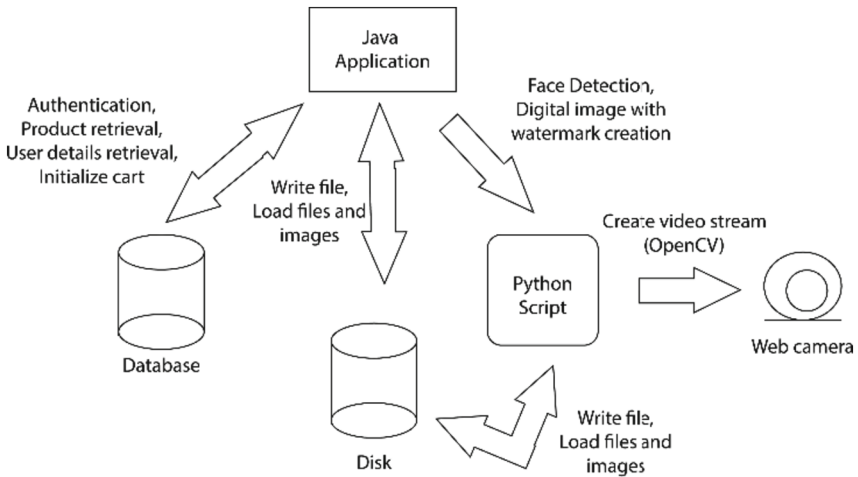 Java
Application
Authentication,
Product retrieval,
User details retrieval,
Initialize cart
Face Detection,
Digital image with
watermark creation
Write file,
Load files and
images
Create video stream
(OpenCV)
Python
Script
Database
Web camera
Disk
Write file,
Load files and
images